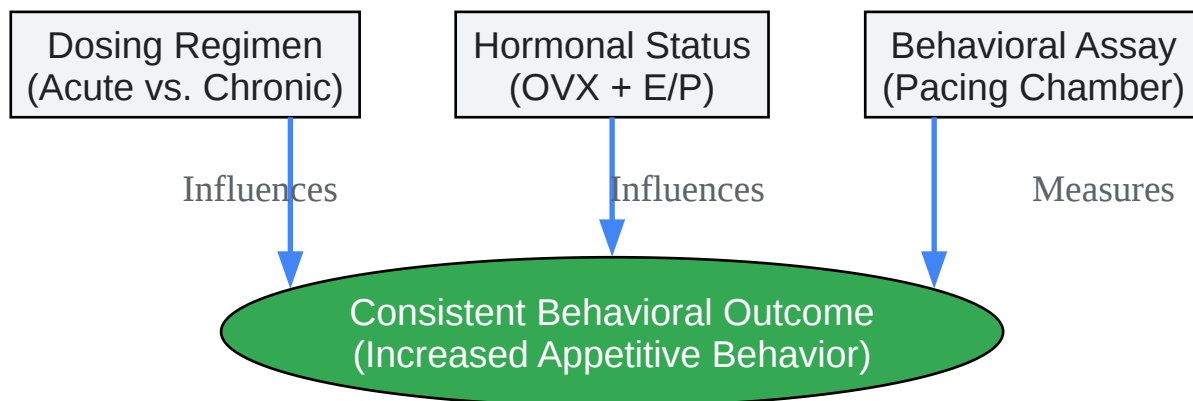 Dosing Regimen
(Acute vs. Chronic)
Hormonal Status
(OVX + E/P)
Behavioral Assay
(Pacing Chamber)
Influences
Influences
Measures
Consistent Behavioral Outcome
(Increased Appetitive Behavior)